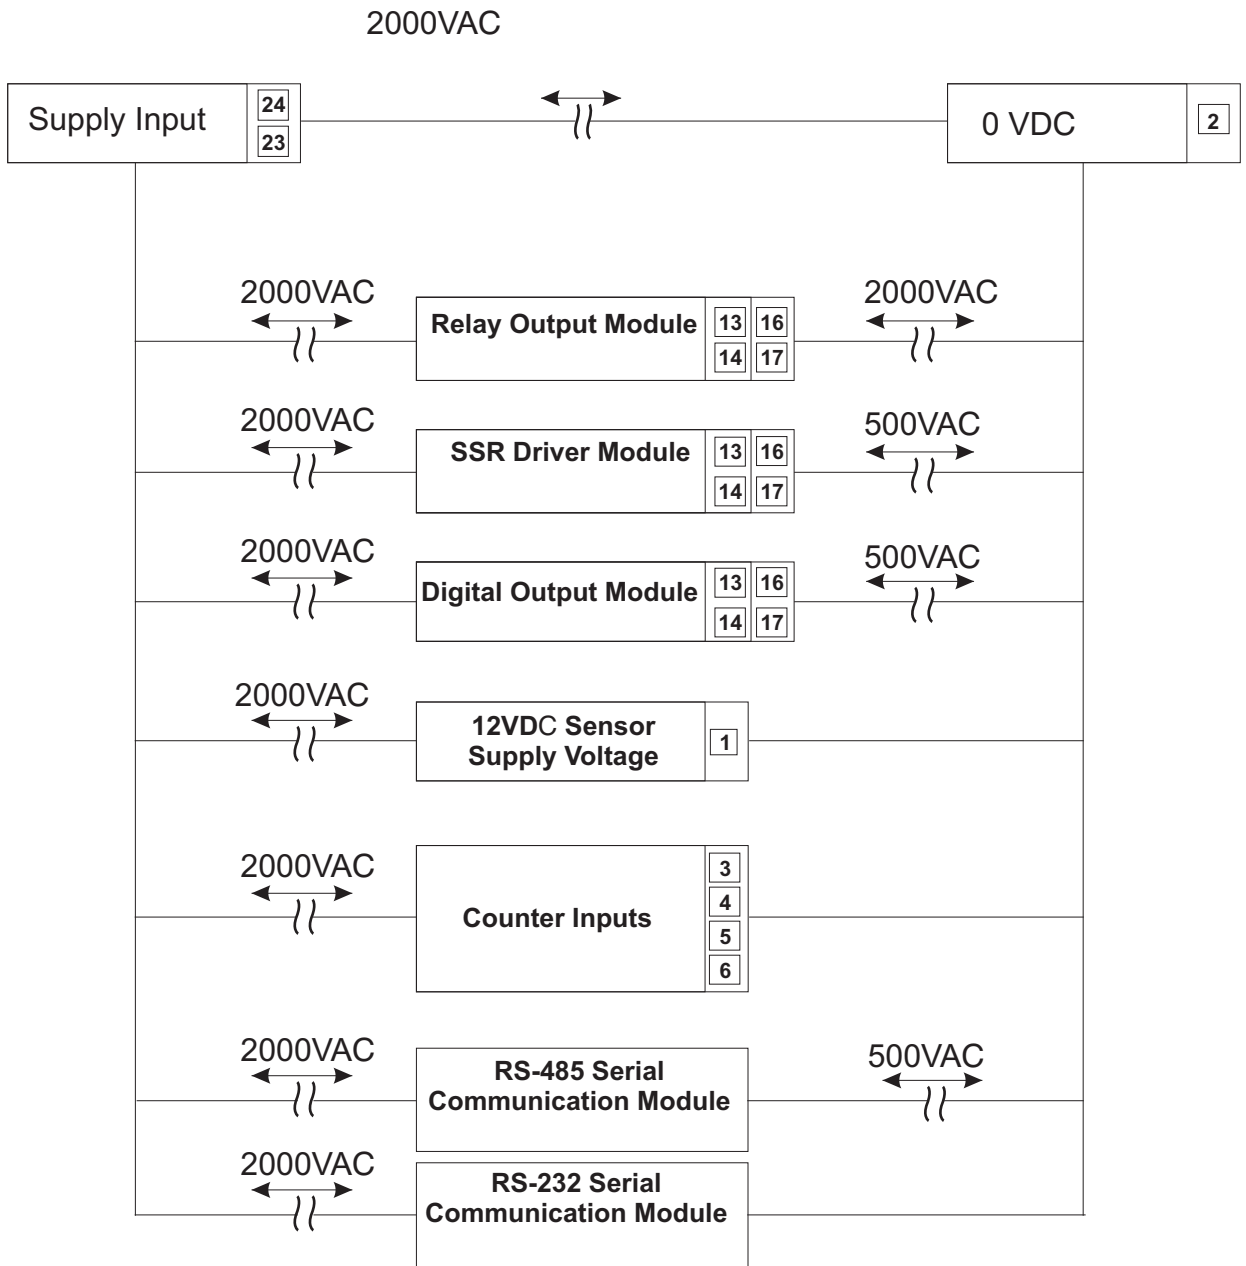 2000VAC
Supply Input
24
23
0 VDC
2
2000VAC
Relay Output Module
13 16
14 17
2000VAC
2000VAC
SSR Driver Module
13 16
14 17
500VAC
2000VAC
Digital Output Module
13 16
14 17
500VAC
2000VAC
12VDC Sensor
Supply Voltage
1
2000VAC
Counter Inputs
3
4
5
6
2000VAC
RS-485 Serial
Communication Module
500VAC
2000VAC
RS-232 Serial
Communication Module